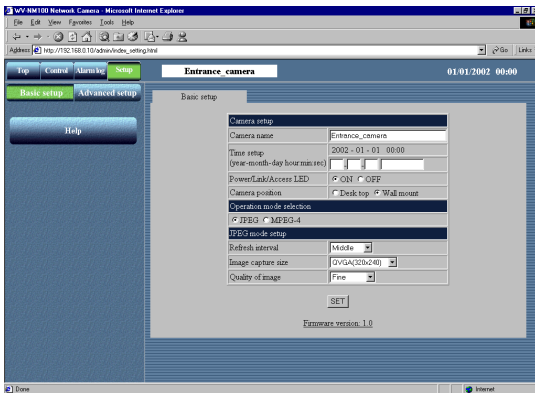 WV-NM100 Network Camera - Microsoft Internet Explorer
File Edit View Favorites Tools Help
Address http://192.168.0.10/admin/index_setting.html Go Links
Top Control Alarm log Setup Entrance_camera 01/01/2002 00:00
Basic setup Advanced setup
Basic setup
Help
Camera setup
Camera name Entrance_camera
Time setup
(year-month-day hour:min:sec) 2002 - 01 - 01 00:00
Power/Link/Access LED ON OFF
Camera position Desk top Wall mount
Operation mode selection
JPEG MPEG-4
JPEG mode setup
Refresh interval Middle
Image capture size QVGA(320x240)
Quality of image Fine
SET
Firmware version: 1.0
Done Internet